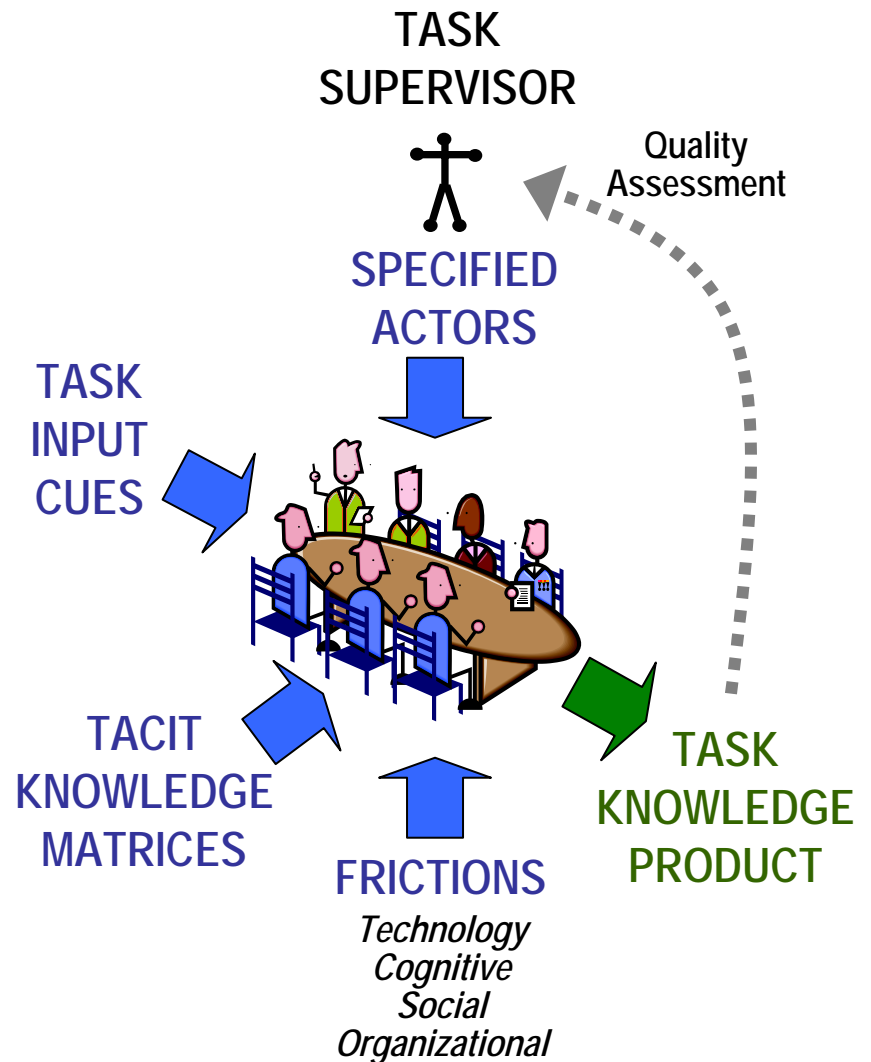 TASK
SUPERVISOR
Quality
Assessment
SPECIFIED
ACTORS
TASK
INPUT
CUES
TACIT
KNOWLEDGE
MATRICES
TASK
KNOWLEDGE
PRODUCT
FRICTIONS
Technology
Cognitive
Social
Organizational